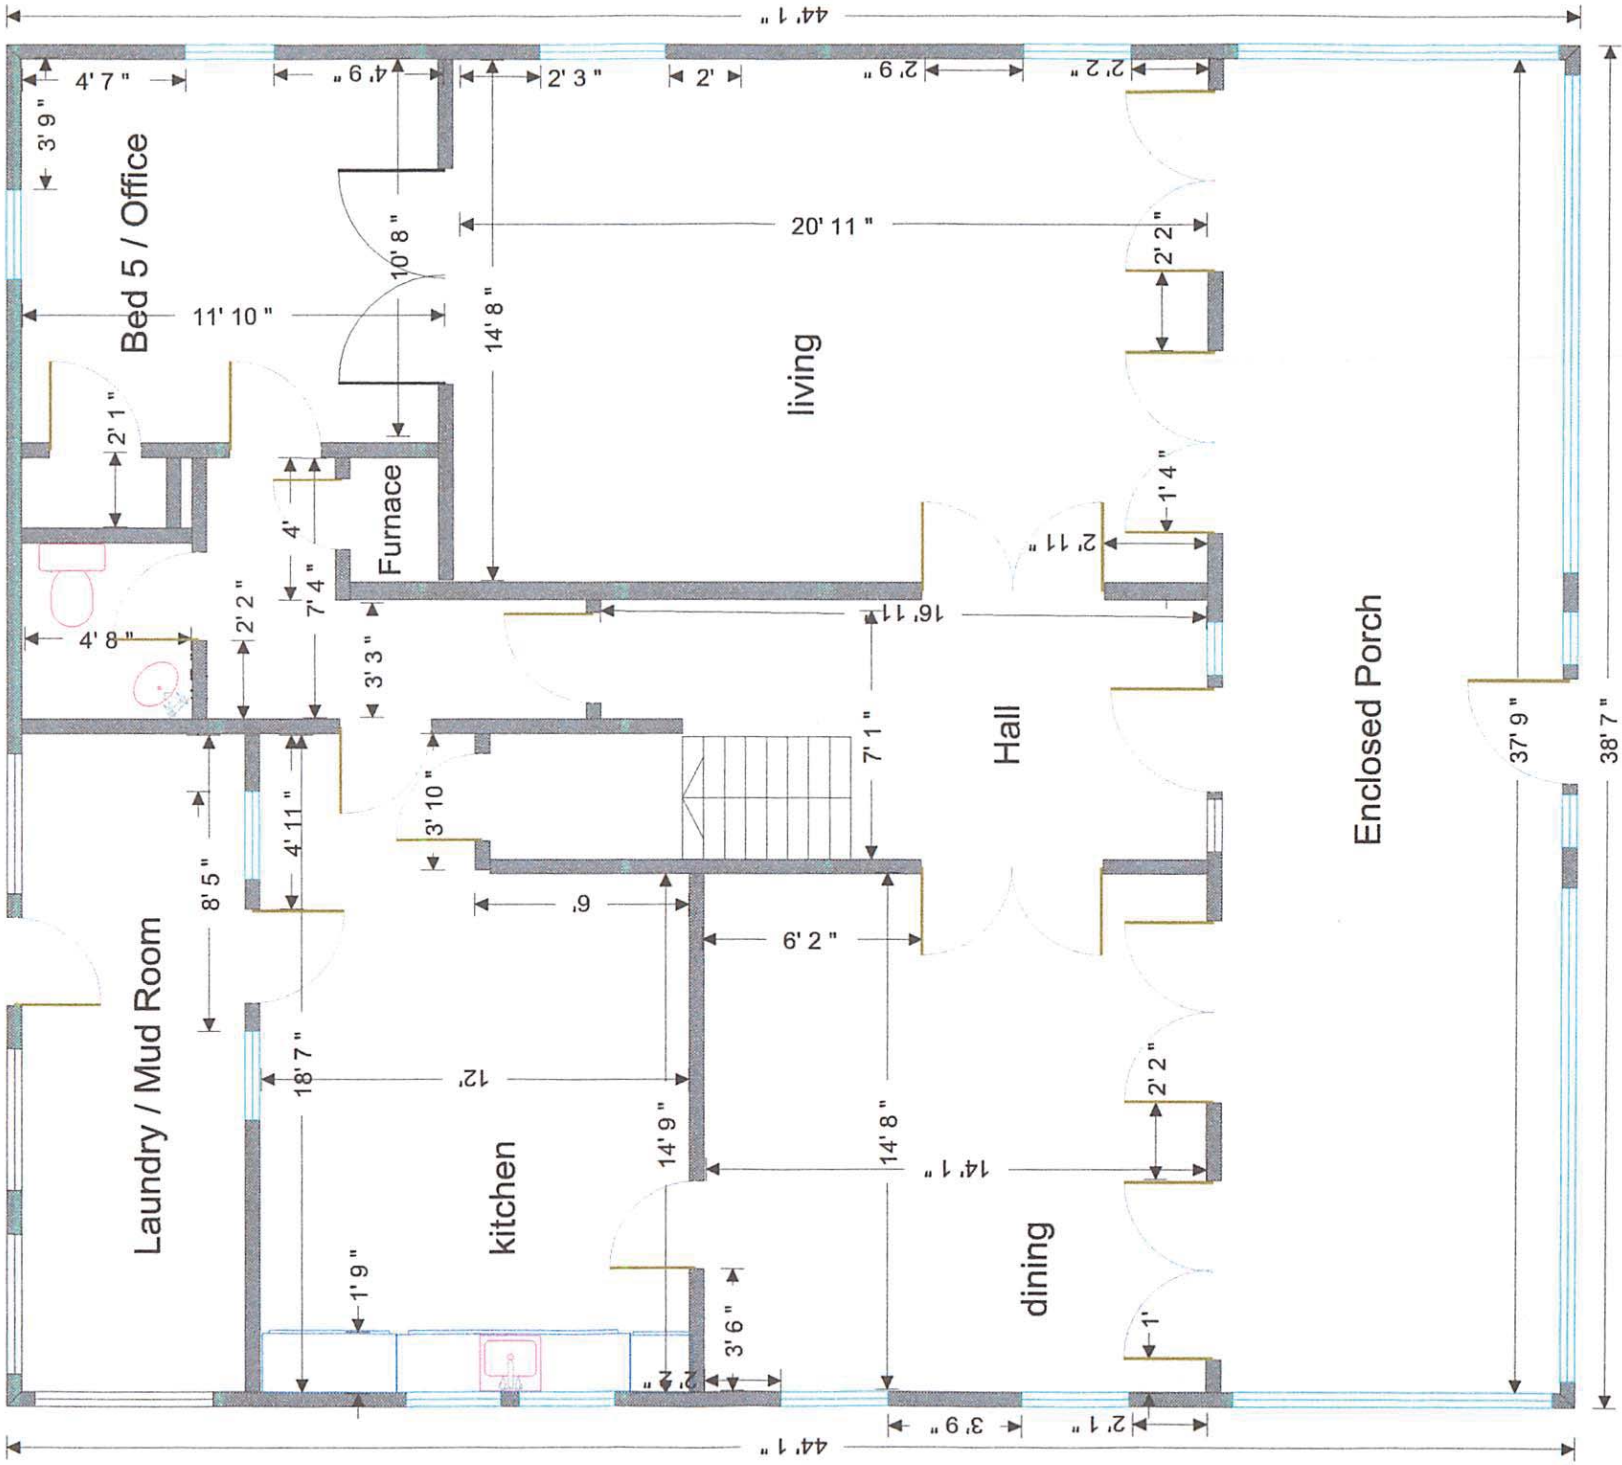 44' 1 "
4' 7 "
4' 9 "
2' 3 "
2'
2' 9 "
2' 2 "
3' 9 "
Bed 5 / Office
10' 8 "
11' 10 "
14' 8 "
20' 11 "
2' 2 "
living
2' 1 "
Furnace
4'
7' 4 "
1' 4 "
2' 11 "
4' 8 "
2' 2 "
3' 3 "
16' 11 "
7' 1 "
Hall
Enclosed Porch
37' 9 "
38' 7 "
3' 10 "
4' 11 "
8' 5 "
6'
6' 2 "
Laundry / Mud Room
18' 7 "
12'
kitchen
14' 9 "
14' 8 "
14' 1 "
2' 2 "
dining
1' 9 "
3' 6 "
1'
2' 2 "
3' 9 "
2' 1 "
44' 1 "